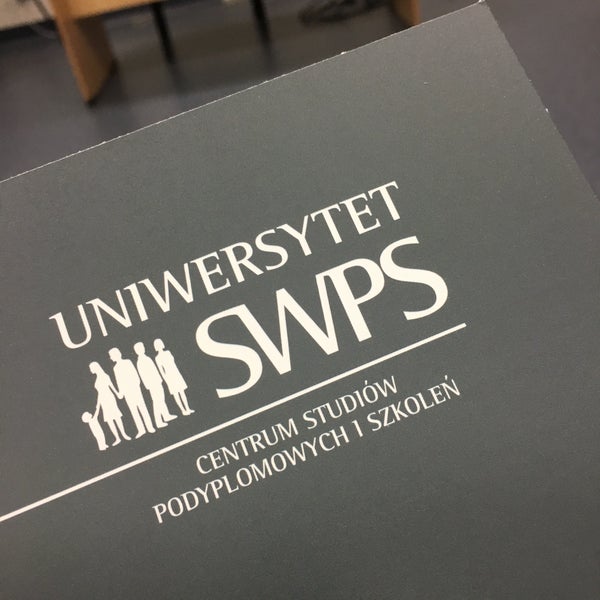 UNIWERSYTET
SWPS
CENTRUM STUDIÓW
PODYPLOMOWYCH I SZKOLEŃ